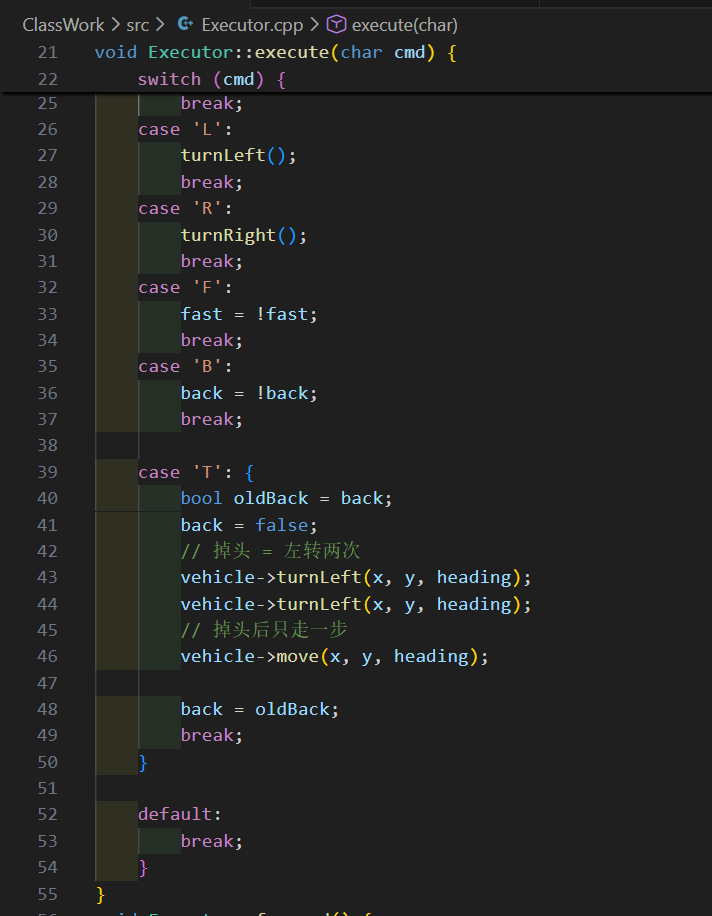 ClassWork > src > Executor.cpp > execute(char)
21 void Executor::execute(char cmd) {
22 switch (cmd) {
25 break;
26 case 'L':
27 turnLeft();
28 break;
29 case 'R':
30 turnRight();
31 break;
32 case 'F':
33 fast = !fast;
34 break;
35 case 'B':
36 back = !back;
37 break;
38
39 case 'T': {
40 bool oldBack = back;
41 back = false;
42 // 掉头 = 左转两次
43 vehicle->turnLeft(x, y, heading);
44 vehicle->turnLeft(x, y, heading);
45 // 掉头后只走一步
46 vehicle->move(x, y, heading);
47
48 back = oldBack;
49 break;
50 }
51
52 default:
53 break;
54 }
55 }